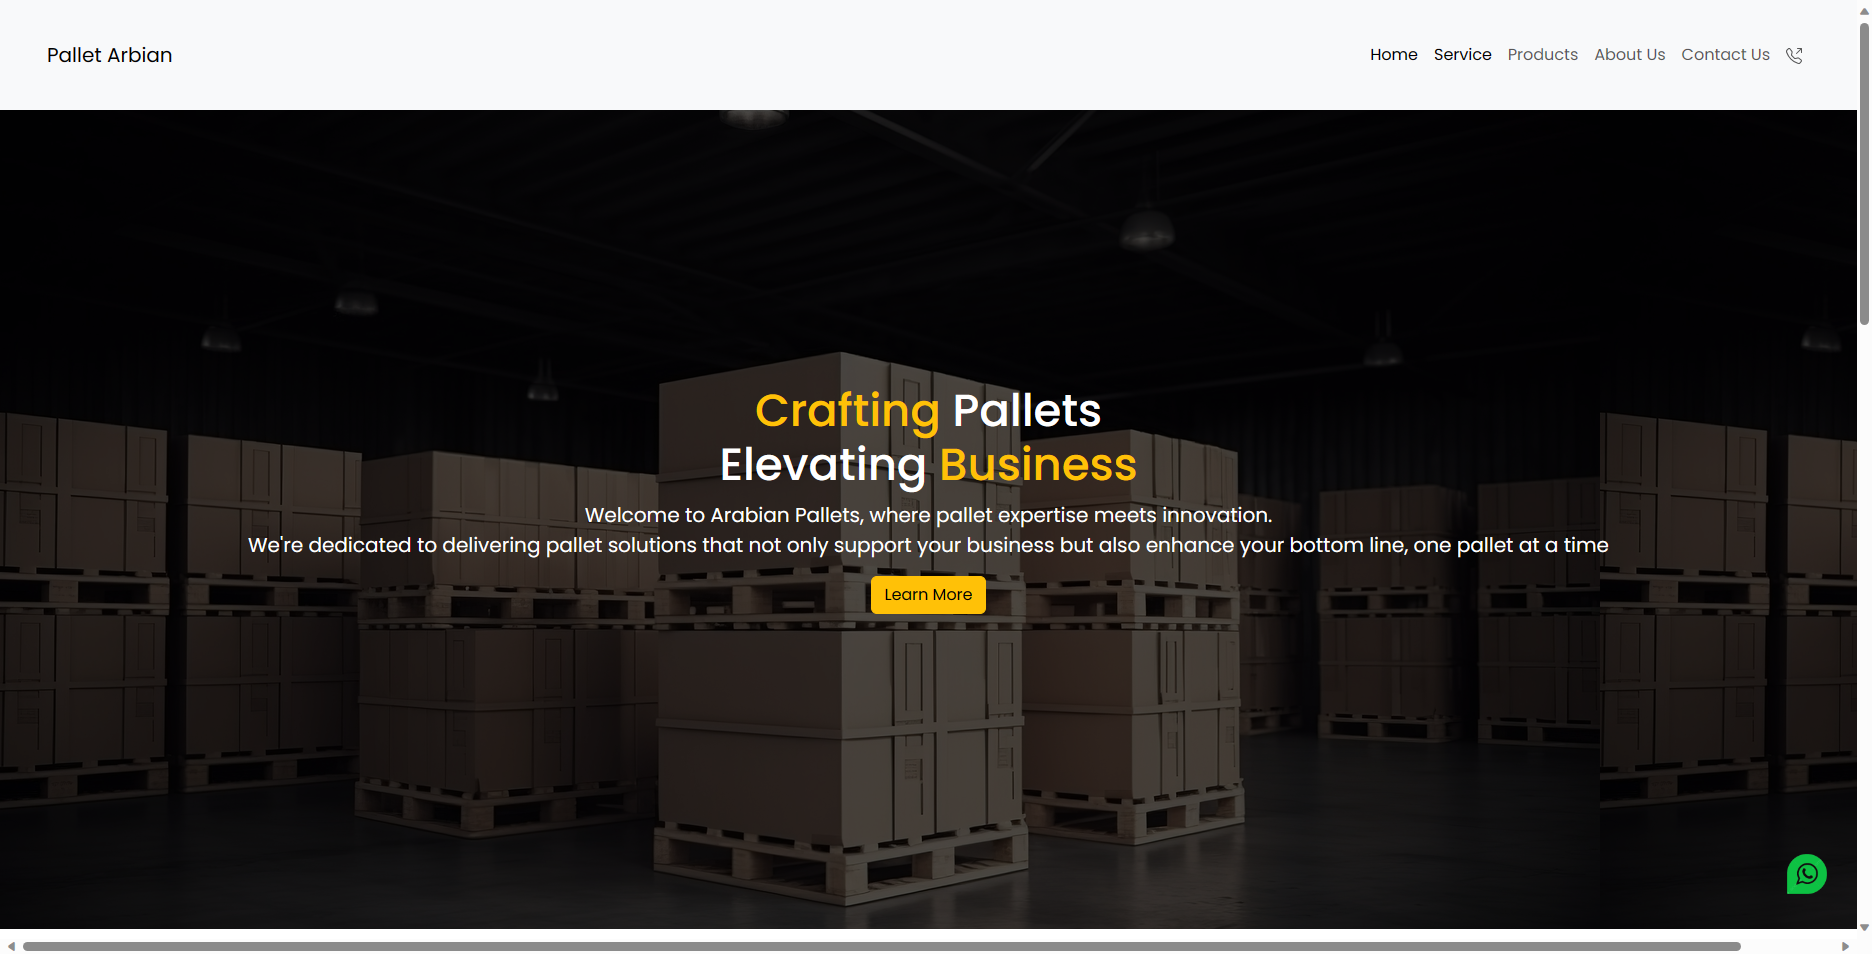 Pallet Arbian
Home Service Products About Us Contact Us
Crafting Pallets
Elevating Business
Welcome to Arabian Pallets, where pallet expertise meets innovation.
We're dedicated to delivering pallet solutions that not only support your business but also enhance your bottom line, one pallet at a time
Learn More